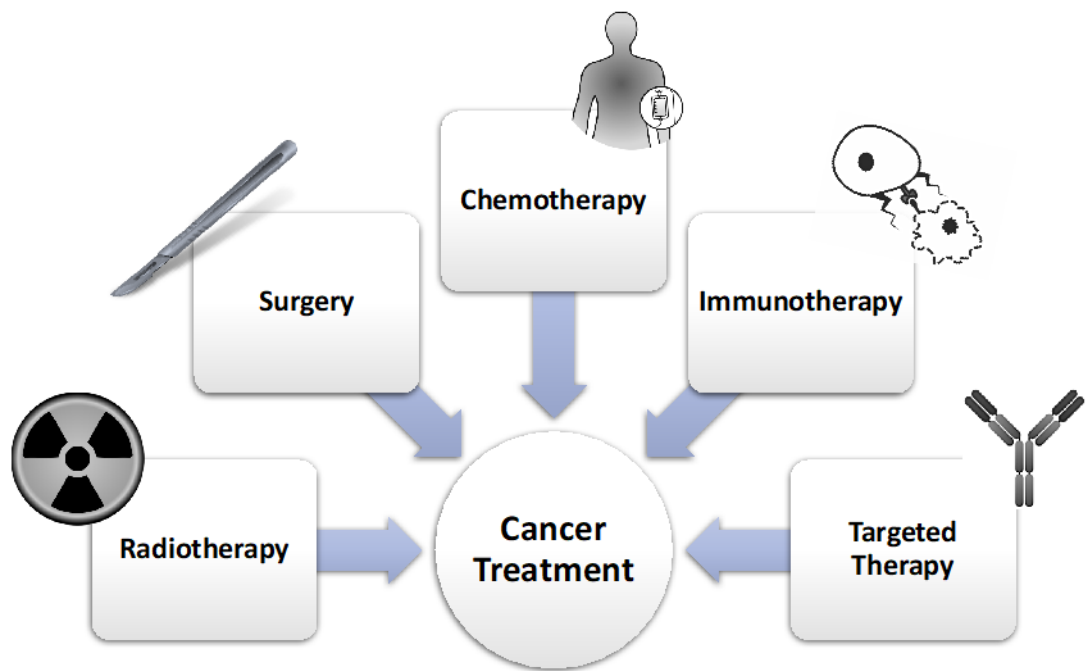 Chemotherapy
Surgery
Immunotherapy
Radiotherapy
Cancer
Treatment
Targeted
Therapy